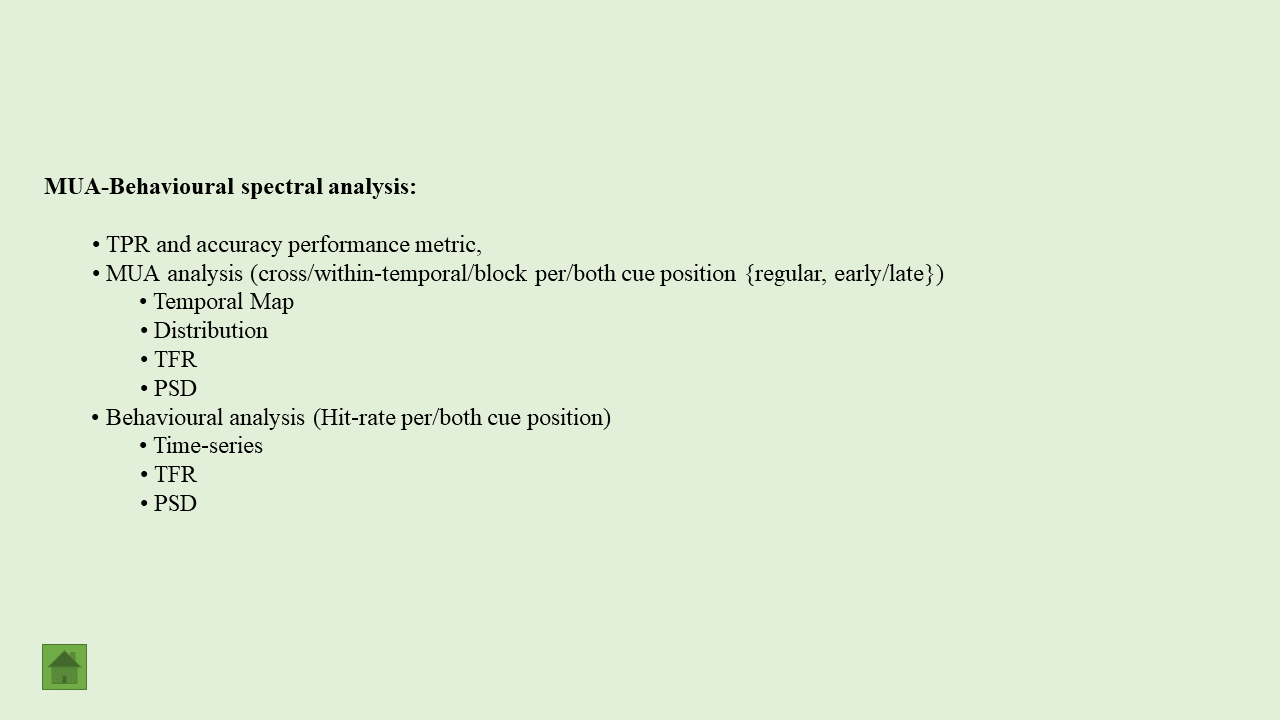 MUA-Behavioural spectral analysis:
• TPR and accuracy performance metric,
• MUA analysis (cross/within-temporal/block per/both cue position {regular, early/late})
• Temporal Map
• Distribution
• TFR
• PSD
• Behavioural analysis (Hit-rate per/both cue position)
• Time-series
• TFR
• PSD